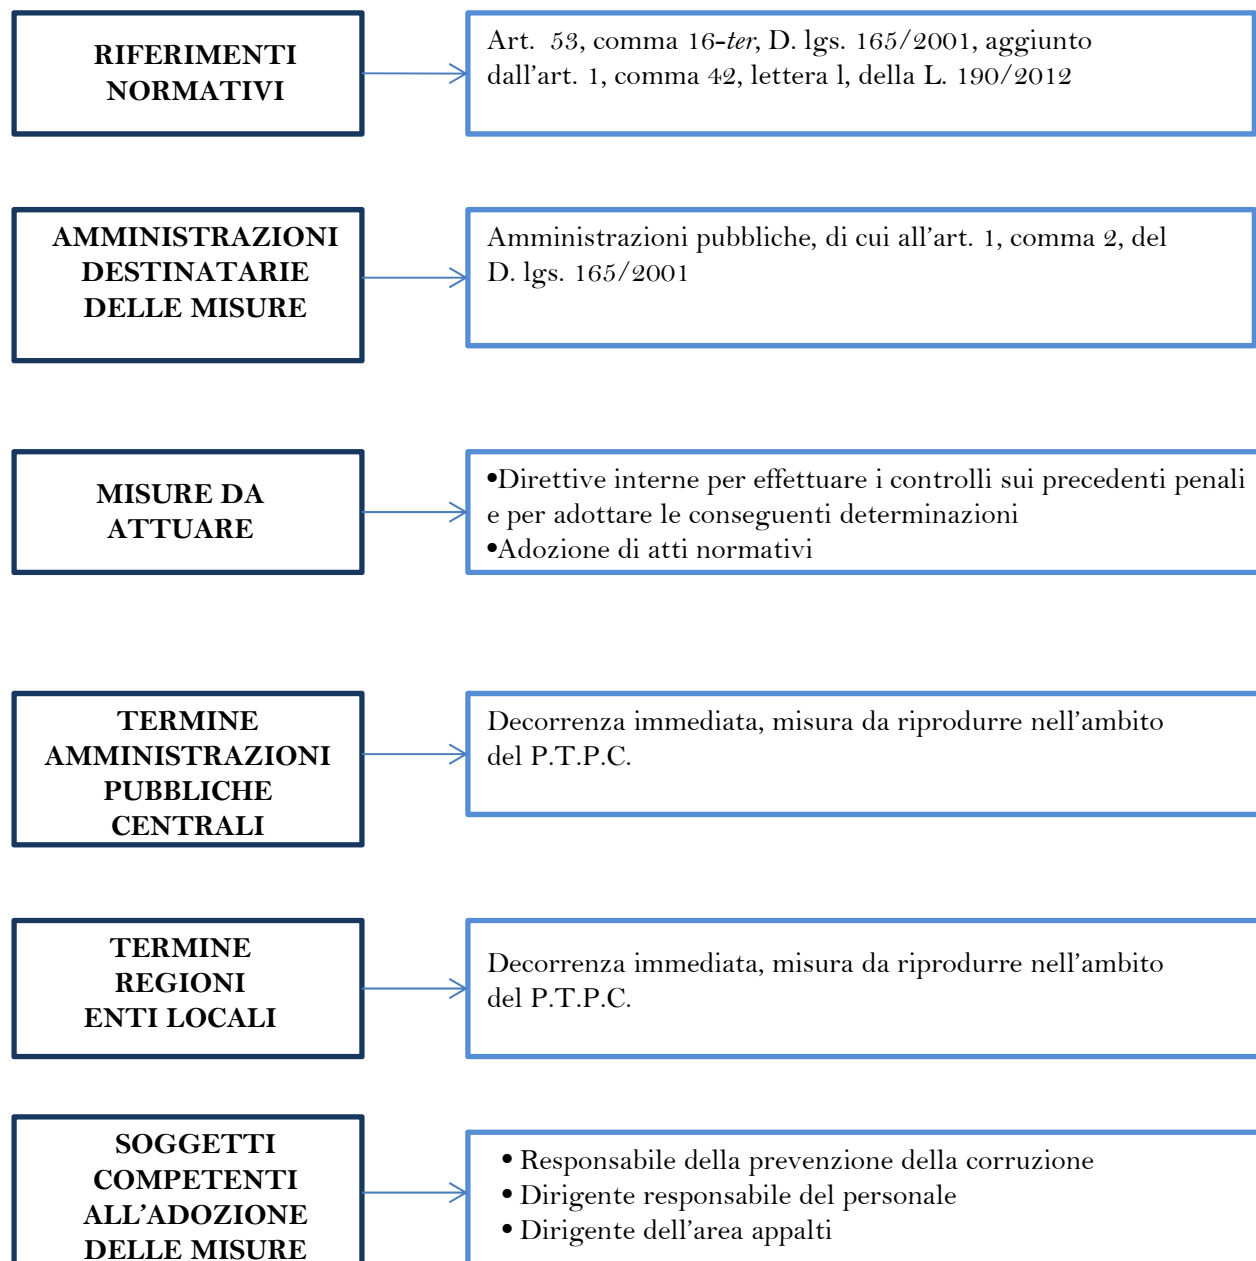 RIFERIMENTI
NORMATIVI
Art. 53, comma 16-ter, D. lgs. 165/2001, aggiunto
dall’art. 1, comma 42, lettera l, della L. 190/2012
AMMINISTRAZIONI
DESTINATARIE
DELLE MISURE
Amministrazioni pubbliche, di cui all’art. 1, comma 2, del
D. lgs. 165/2001
MISURE DA
ATTUARE
•Direttive interne per effettuare i controlli sui precedenti penali
e per adottare le conseguenti determinazioni
•Adozione di atti normativi
TERMINE
AMMINISTRAZIONI
PUBBLICHE
CENTRALI
Decorrenza immediata, misura da riprodurre nell’ambito
del P.T.P.C.
TERMINE
REGIONI
ENTI LOCALI
Decorrenza immediata, misura da riprodurre nell’ambito
del P.T.P.C.
SOGGETTI
COMPETENTI
ALL’ADOZIONE
DELLE MISURE
• Responsabile della prevenzione della corruzione
• Dirigente responsabile del personale
• Dirigente dell’area appalti